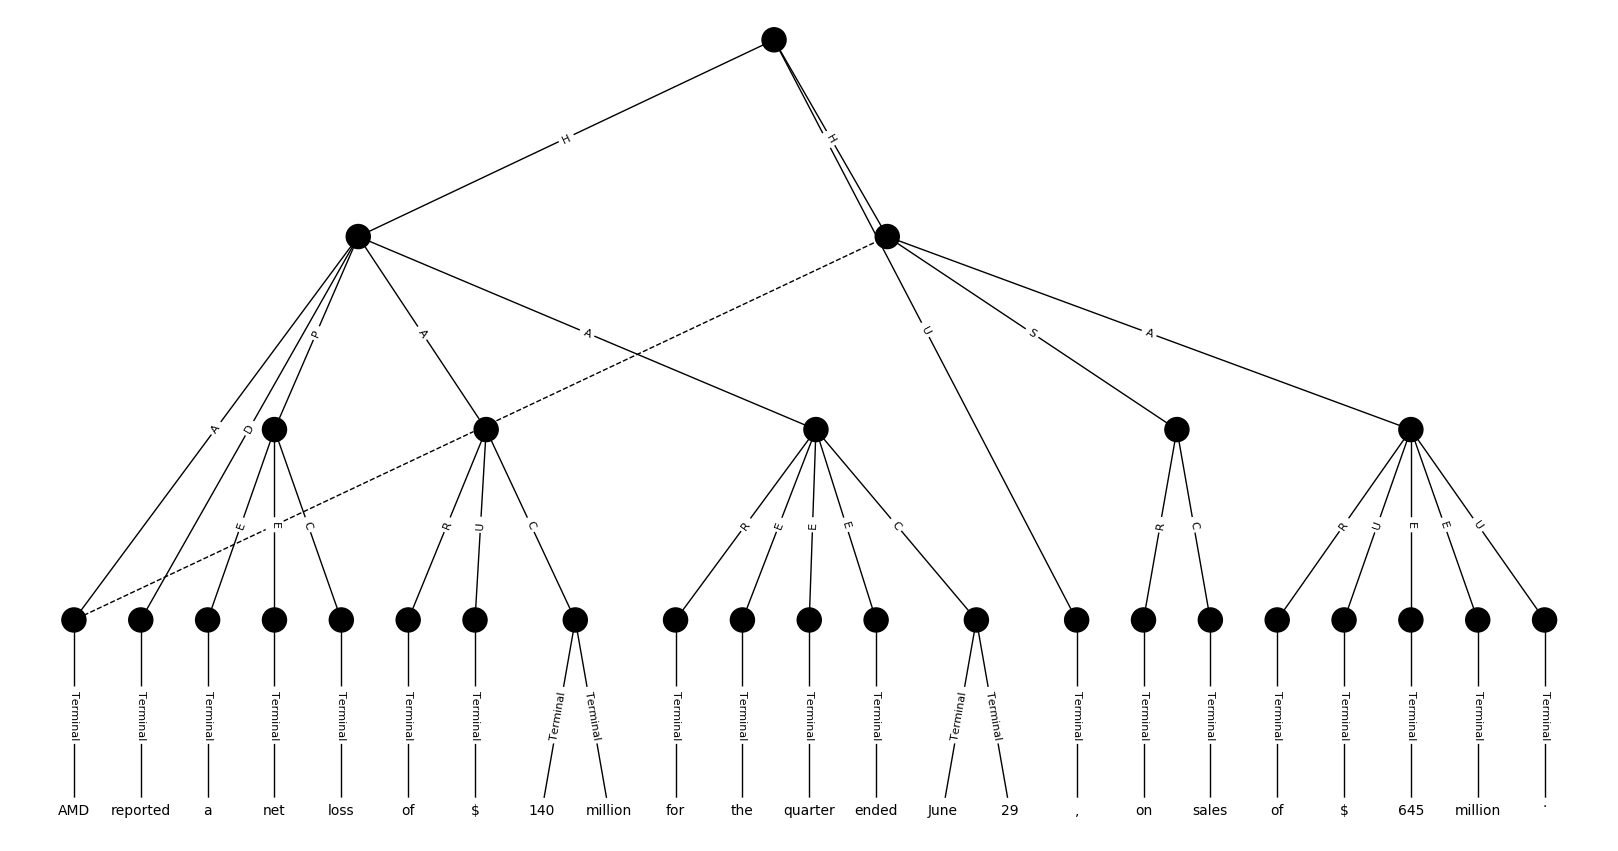 H H
P A A U S A
A D
E E C R U C R E E E C R C R U E E U
Terminal Terminal Terminal Terminal Terminal Terminal Terminal Terminal Terminal Terminal Terminal Terminal Terminal Terminal Terminal Terminal Terminal Terminal Terminal Terminal Terminal Terminal Terminal
AMD reported a net loss of $ 140 million for the quarter ended June 29 , on sales of $ 645 million .